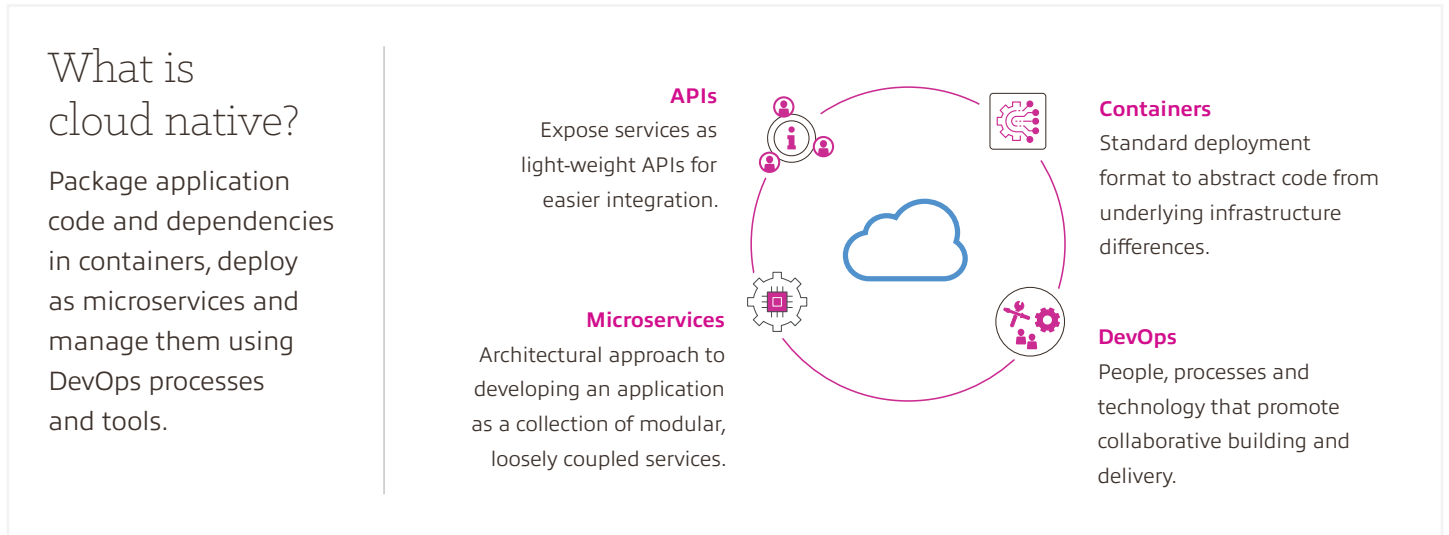 What is
cloud native?
Package application
code and dependencies
in containers, deploy
as microservices and
manage them using
DevOps processes
and tools.
APIs
Expose services as
light-weight APIs for
easier integration.
Containers
Standard deployment
format to abstract code from
underlying infrastructure
differences.
Microservices
Architectural approach to
developing an application
as a collection of modular,
loosely coupled services.
DevOps
People, processes and
technology that promote
collaborative building and
delivery.